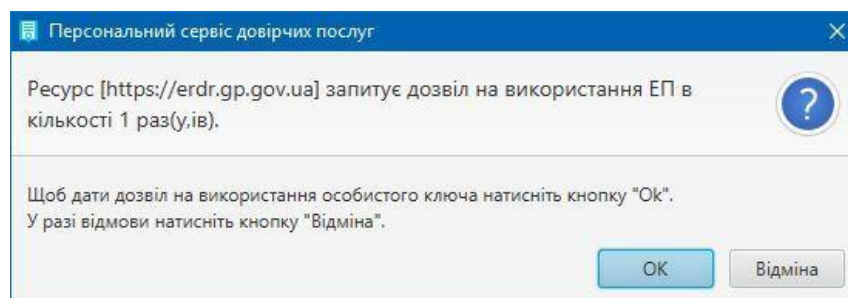 Персональний сервіс довірчих послуг
Ресурс [https://erdr.gp.gov.ua] запитує дозвіл на використання ЕП в
кількості 1 раз(у,ів).
?
Щоб дати дозвіл на використання особистого ключа натисніть кнопку "Ok".
У разі відмови натисніть кнопку "Відміна".
OK
Відміна